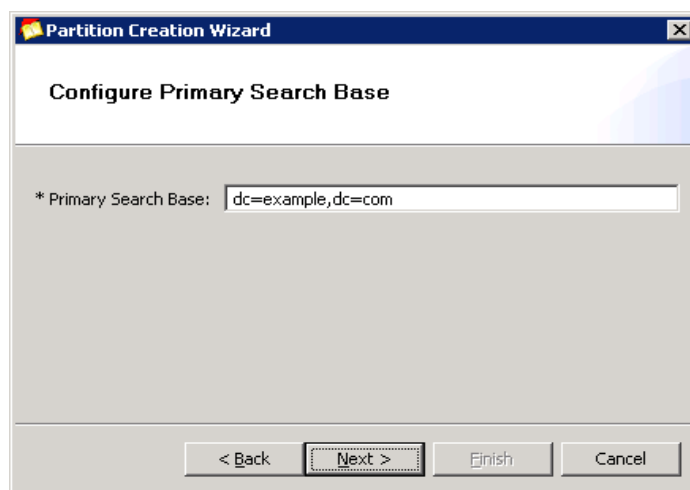 Partition Creation Wizard
Configure Primary Search Base
* Primary Search Base: dc=example,dc=com
< Back Next > Finish Cancel